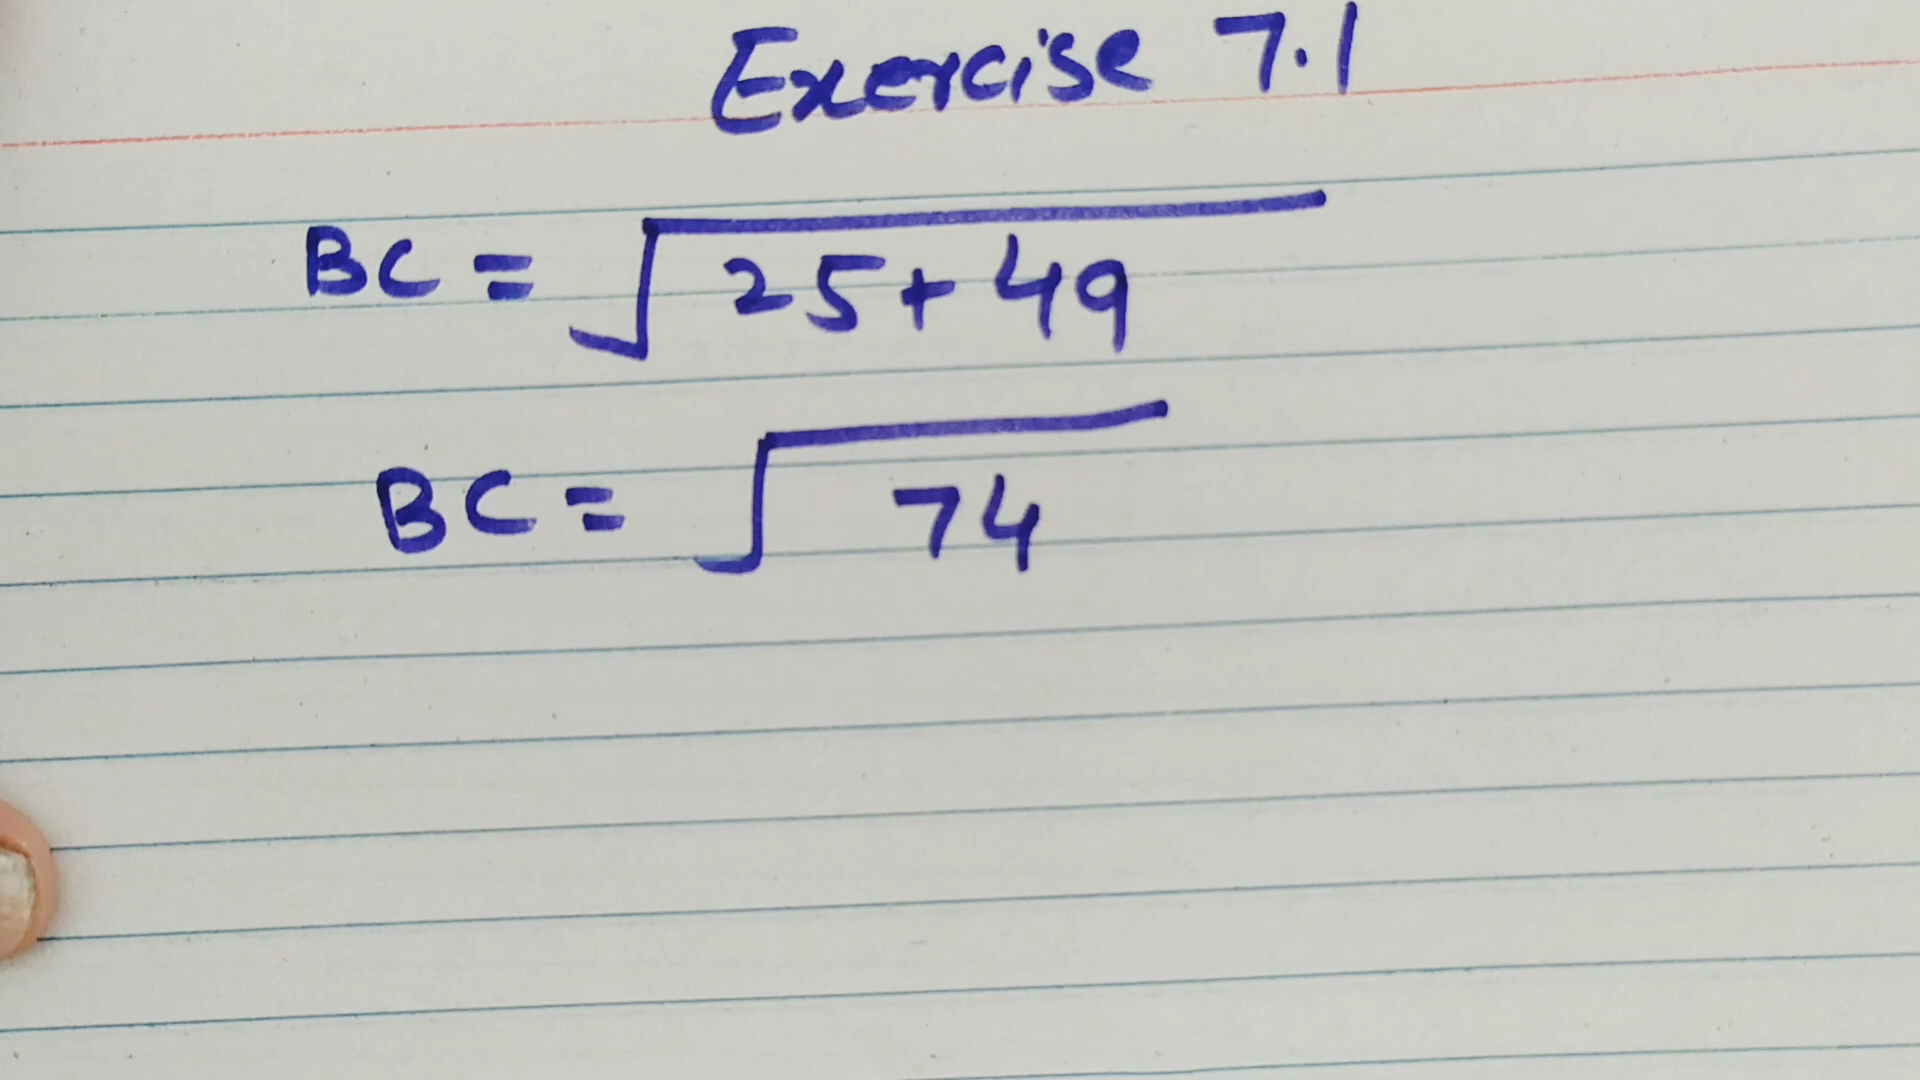 Exercise 7.1
BC = √25+49
BC = √74